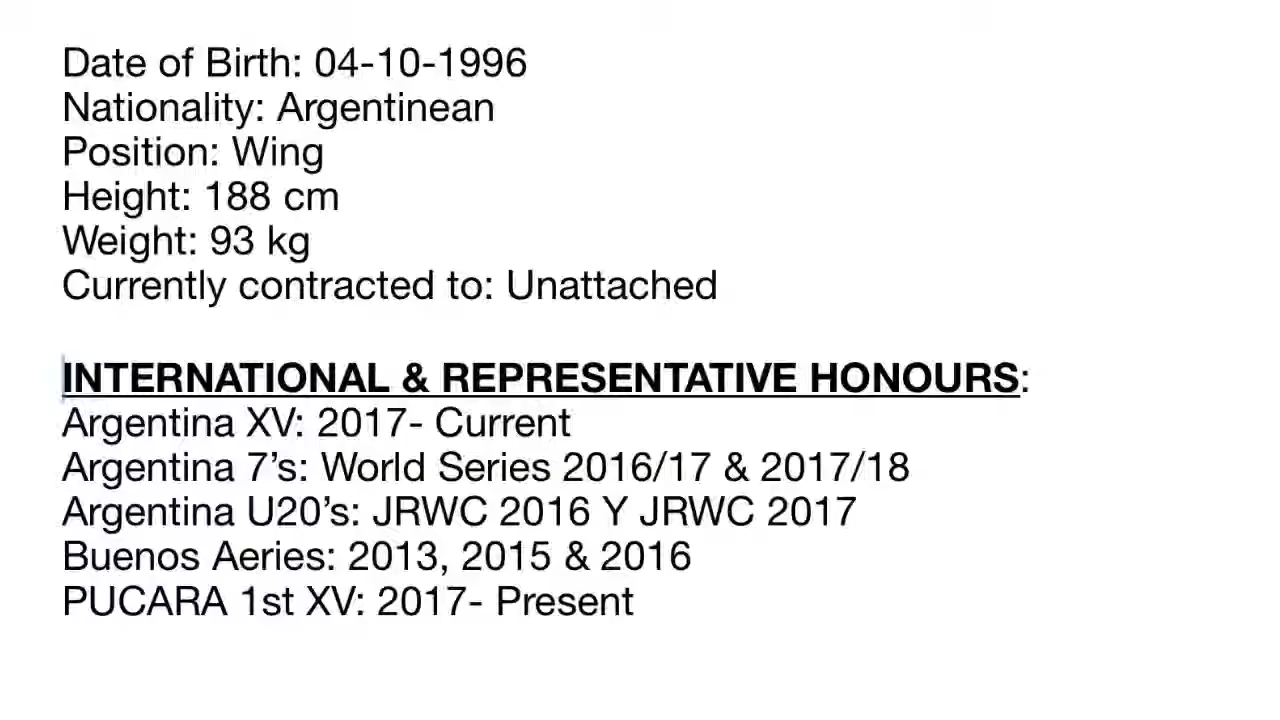 Date of Birth: 04-10-1996
Nationality: Argentinean
Position: Wing
Height: 188 cm
Weight: 93 kg
Currently contracted to: Unattached
INTERNATIONAL & REPRESENTATIVE HONOURS:
Argentina XV: 2017- Current
Argentina 7’s: World Series 2016/17 & 2017/18
Argentina U20’s: JRWC 2016 Y JRWC 2017
Buenos Aeries: 2013, 2015 & 2016
PUCARA 1st XV: 2017- Present